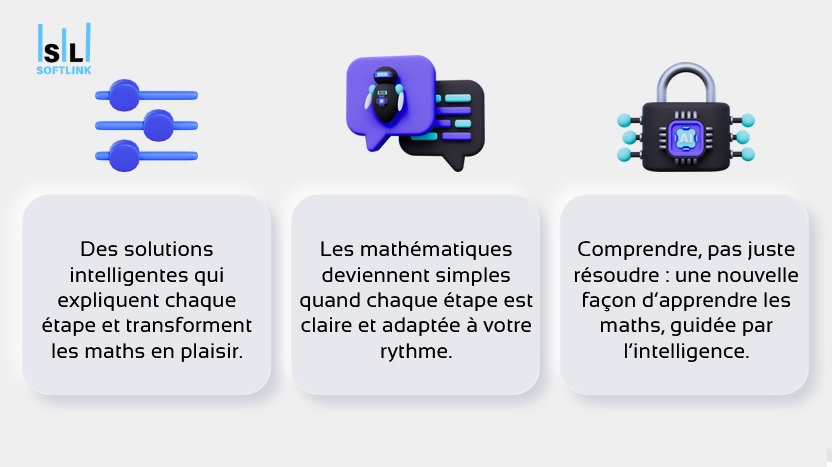 SL
SOFTLINK
AI
Des solutions
intelligentes qui
expliquent chaque
étape et transforment
les maths en plaisir.
Les mathématiques
deviennent simples
quand chaque étape est
claire et adaptée à votre
rythme.
Comprendre, pas juste
résoudre : une nouvelle
façon d'apprendre les
maths, guidée par
l'intelligence.